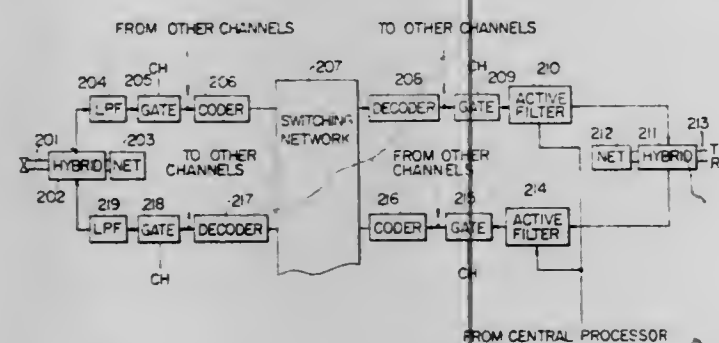 FROM OTHER CHANNELS
TO OTHER CHANNELS
204
205
CH
206
207
208
CH
209
210
LPF
GATE
CODER
SWITCHING
NETWORK
DECODER
GATE
ACTIVE
FILTER
201
203
212
211
213
HYBRID
NET
TO OTHER
CHANNELS
FROM OTHER
CHANNELS
NET
HYBRID
T
R
202
219
218
217
216
215
214
LPF
GATE
DECODER
CODER
GATE
ACTIVE
FILTER
CH
CH
FROM CENTRAL PROCESSOR